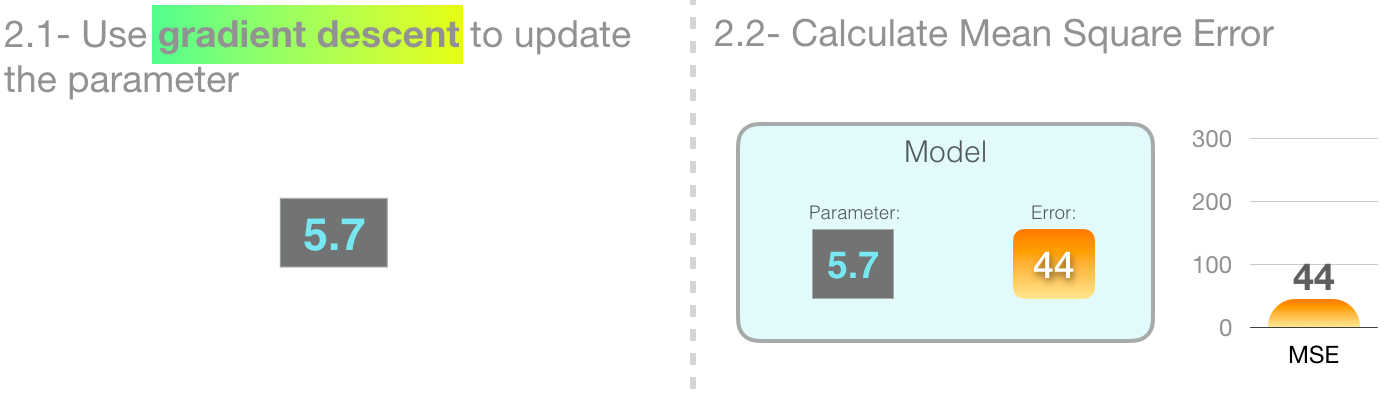 2.1- Use gradient descent to update
the parameter
5.7
2.2- Calculate Mean Square Error
Model
Parameter:
Error:
5.7
44
300
200
100
0
44
MSE